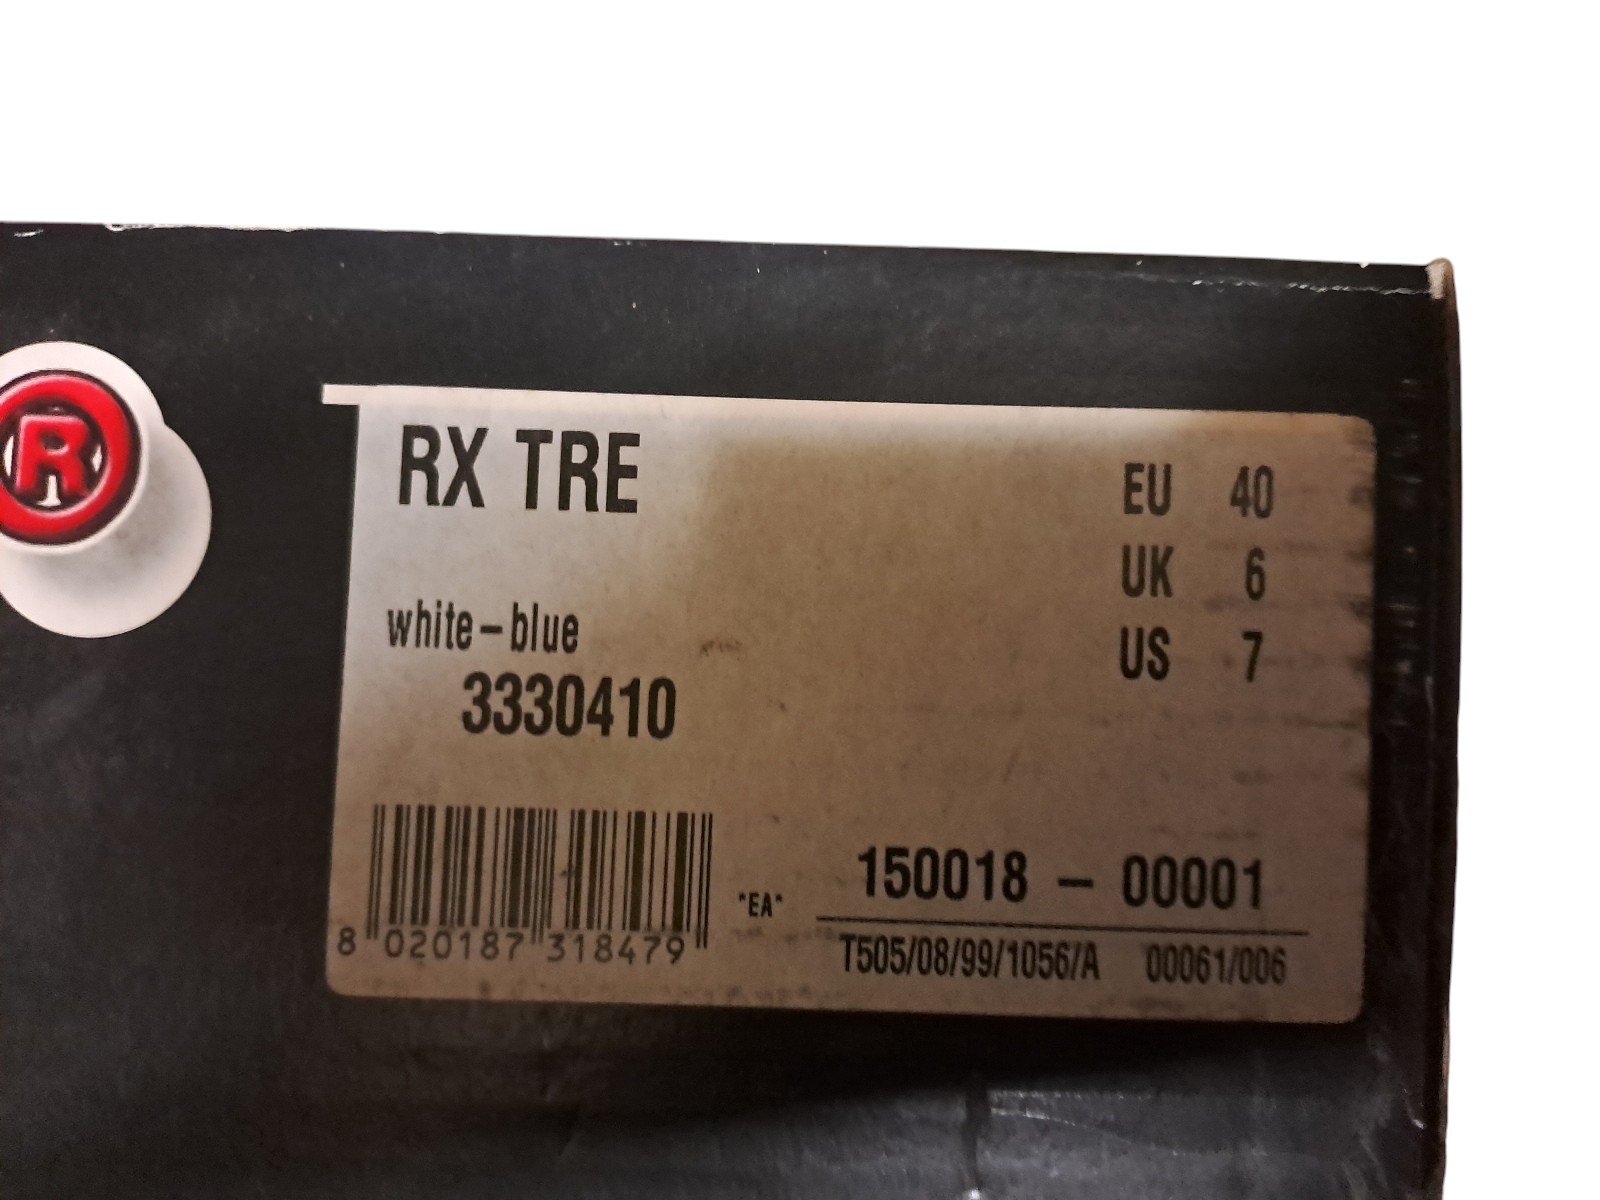 R
RX TRE
EU 40
UK 6
US 7
white-blue
3330410
"EA"
150018 - 00001
8 020187 318479
T505/08/99/1056/A 00061/006